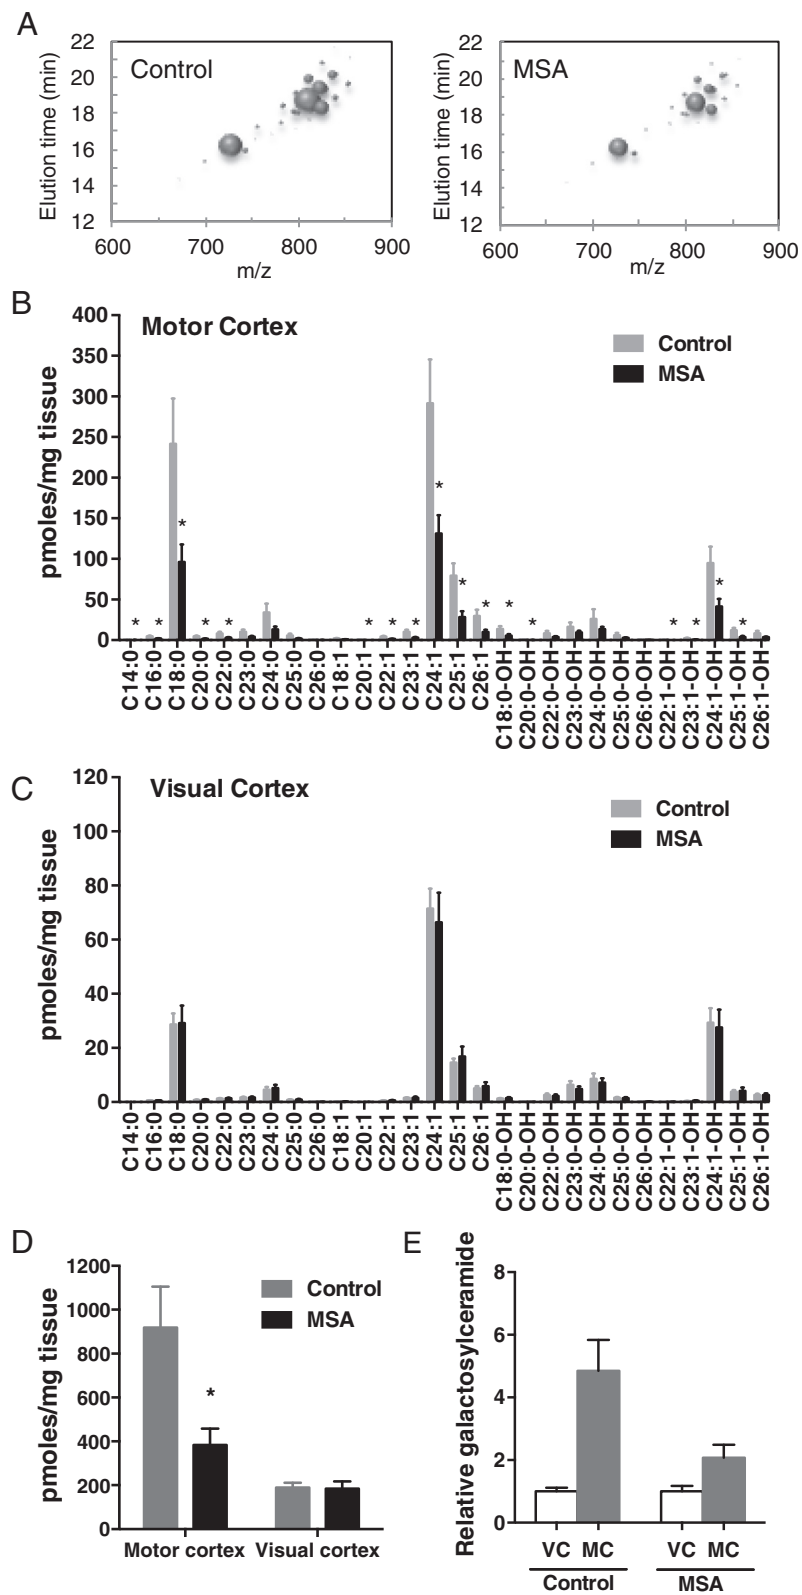 A
Control
Elution time (min)
22
20
18
16
14
12
600 700 800 900
m/z
MSA
Elution time (min)
22
20
18
16
14
12
600 700 800 900
m/z
B
Motor Cortex
Control
MSA
pmoles/mg tissue
400
350
300
250
200
150
100
50
0
* * * * * * * * * * * * * * * * *
C14:0 C16:0 C18:0 C20:0 C22:0 C23:0 C24:0 C25:0 C26:0 C18:1 C20:1 C22:1 C23:1 C24:1 C25:1 C26:1 C18:0-OH C20:0-OH C22:0-OH C23:0-OH C24:0-OH C25:0-OH C26:0-OH C22:1-OH C23:1-OH C24:1-OH C25:1-OH C26:1-OH
C
Visual Cortex
Control
MSA
pmoles/mg tissue
120
100
80
60
40
20
0
C14:0 C16:0 C18:0 C20:0 C22:0 C23:0 C24:0 C25:0 C26:0 C18:1 C20:1 C22:1 C23:1 C24:1 C25:1 C26:1 C18:0-OH C20:0-OH C22:0-OH C23:0-OH C24:0-OH C25:0-OH C26:0-OH C22:1-OH C23:1-OH C24:1-OH C25:1-OH C26:1-OH
D
Control
MSA
pmoles/mg tissue
1200
1000
800
600
400
200
0
*
Motor cortex Visual cortex
E
Relative galactosylceramide
8
6
4
2
0
VC MC VC MC
Control MSA